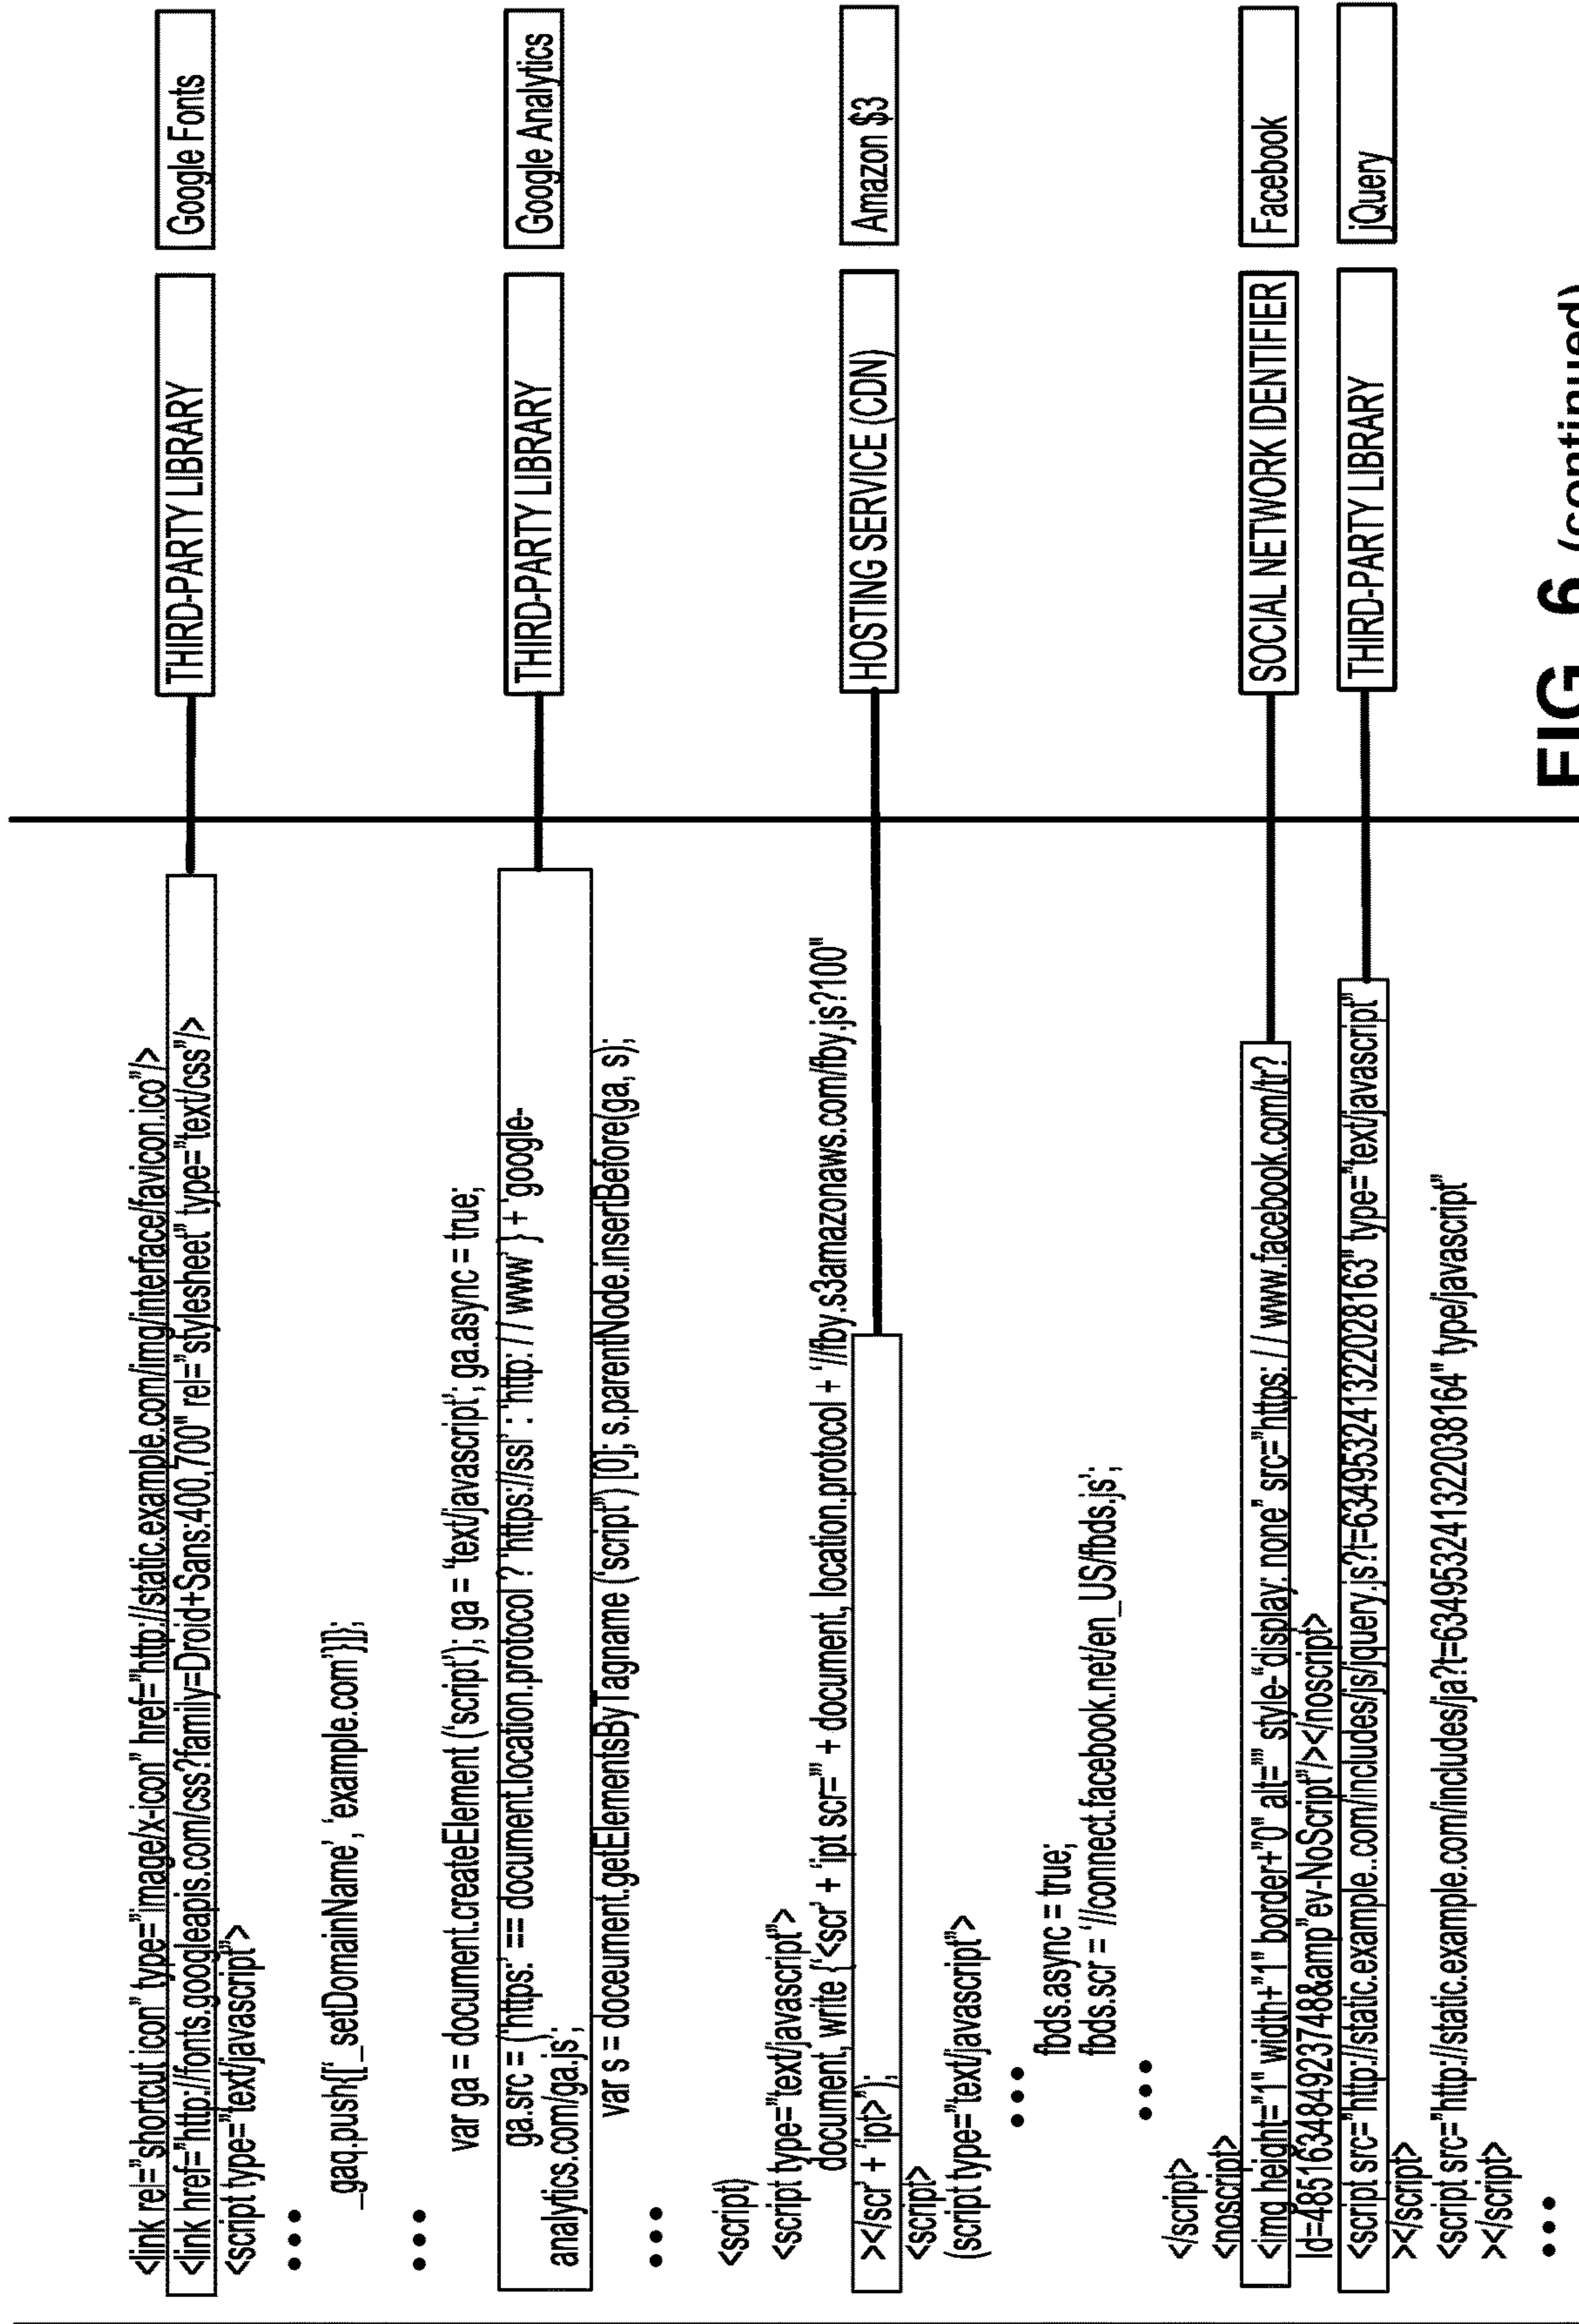 <link rel="shortcut icon" type="image/x-icon" href="http://static.example.com/img/interface/favicon.ico"/>
<link href="http://fonts.googleapis.com/css?family=Droid+Sans:400,700" rel="stylesheet" type="text/css"/>
THIRD-PARTY LIBRARY
Google Fonts
<script type="text/javascript">
•••
_gaq.push{[‘_setDomainName’, ‘example.com’}]};
•••
var ga = document.createElement (‘script’); ga = ‘text/javascript’; ga.async = true;
ga.src = {‘https:’ == document.location.protocol ? ‘https://ssl’ : ‘http: / / www’ } + ‘google-
analytics.com/ga.js’;
THIRD-PARTY LIBRARY
Google Analytics
var s = doceument.getElementsByTagname (‘script”) [0]; s.parentNode.insertBefore(ga, s);
•••
<script)
<script type="text/javascript">
document, write {‘<scr’ + ‘ipt scr=”’ + document, location.protocol + ‘//fby.s3amazonaws.com/fby.js?100"
></scr’ + ‘ipt>”);
HOSTING SERVICE (CDN)
Amazon $3
<script>
(script type="text/javascript">
•••
fbds.async = true;
fbds.scr = ‘//connect.facebook.net/en_US/fbds.js’;
•••
</script>
<noscript>
<img height="1" width+"1" border+"0" alt="" style-“display: none” src="https: / / www.facebook.com/tr?
SOCIAL NETWORK IDENTIFIER
Facebook
Id=485163484923748&amp”ev-NoScript”/></noscript>
<script src="http://static.example..com/includes/js/jquery.js?t=634953241322028163" type="text/javascript"
THIRD-PARTY LIBRARY
jQuery
></script>
<script src="http://static.example.com/includes/ja?t=634953241322038164" type/javascript"
></script>
•••
FIG. 6 (continued)